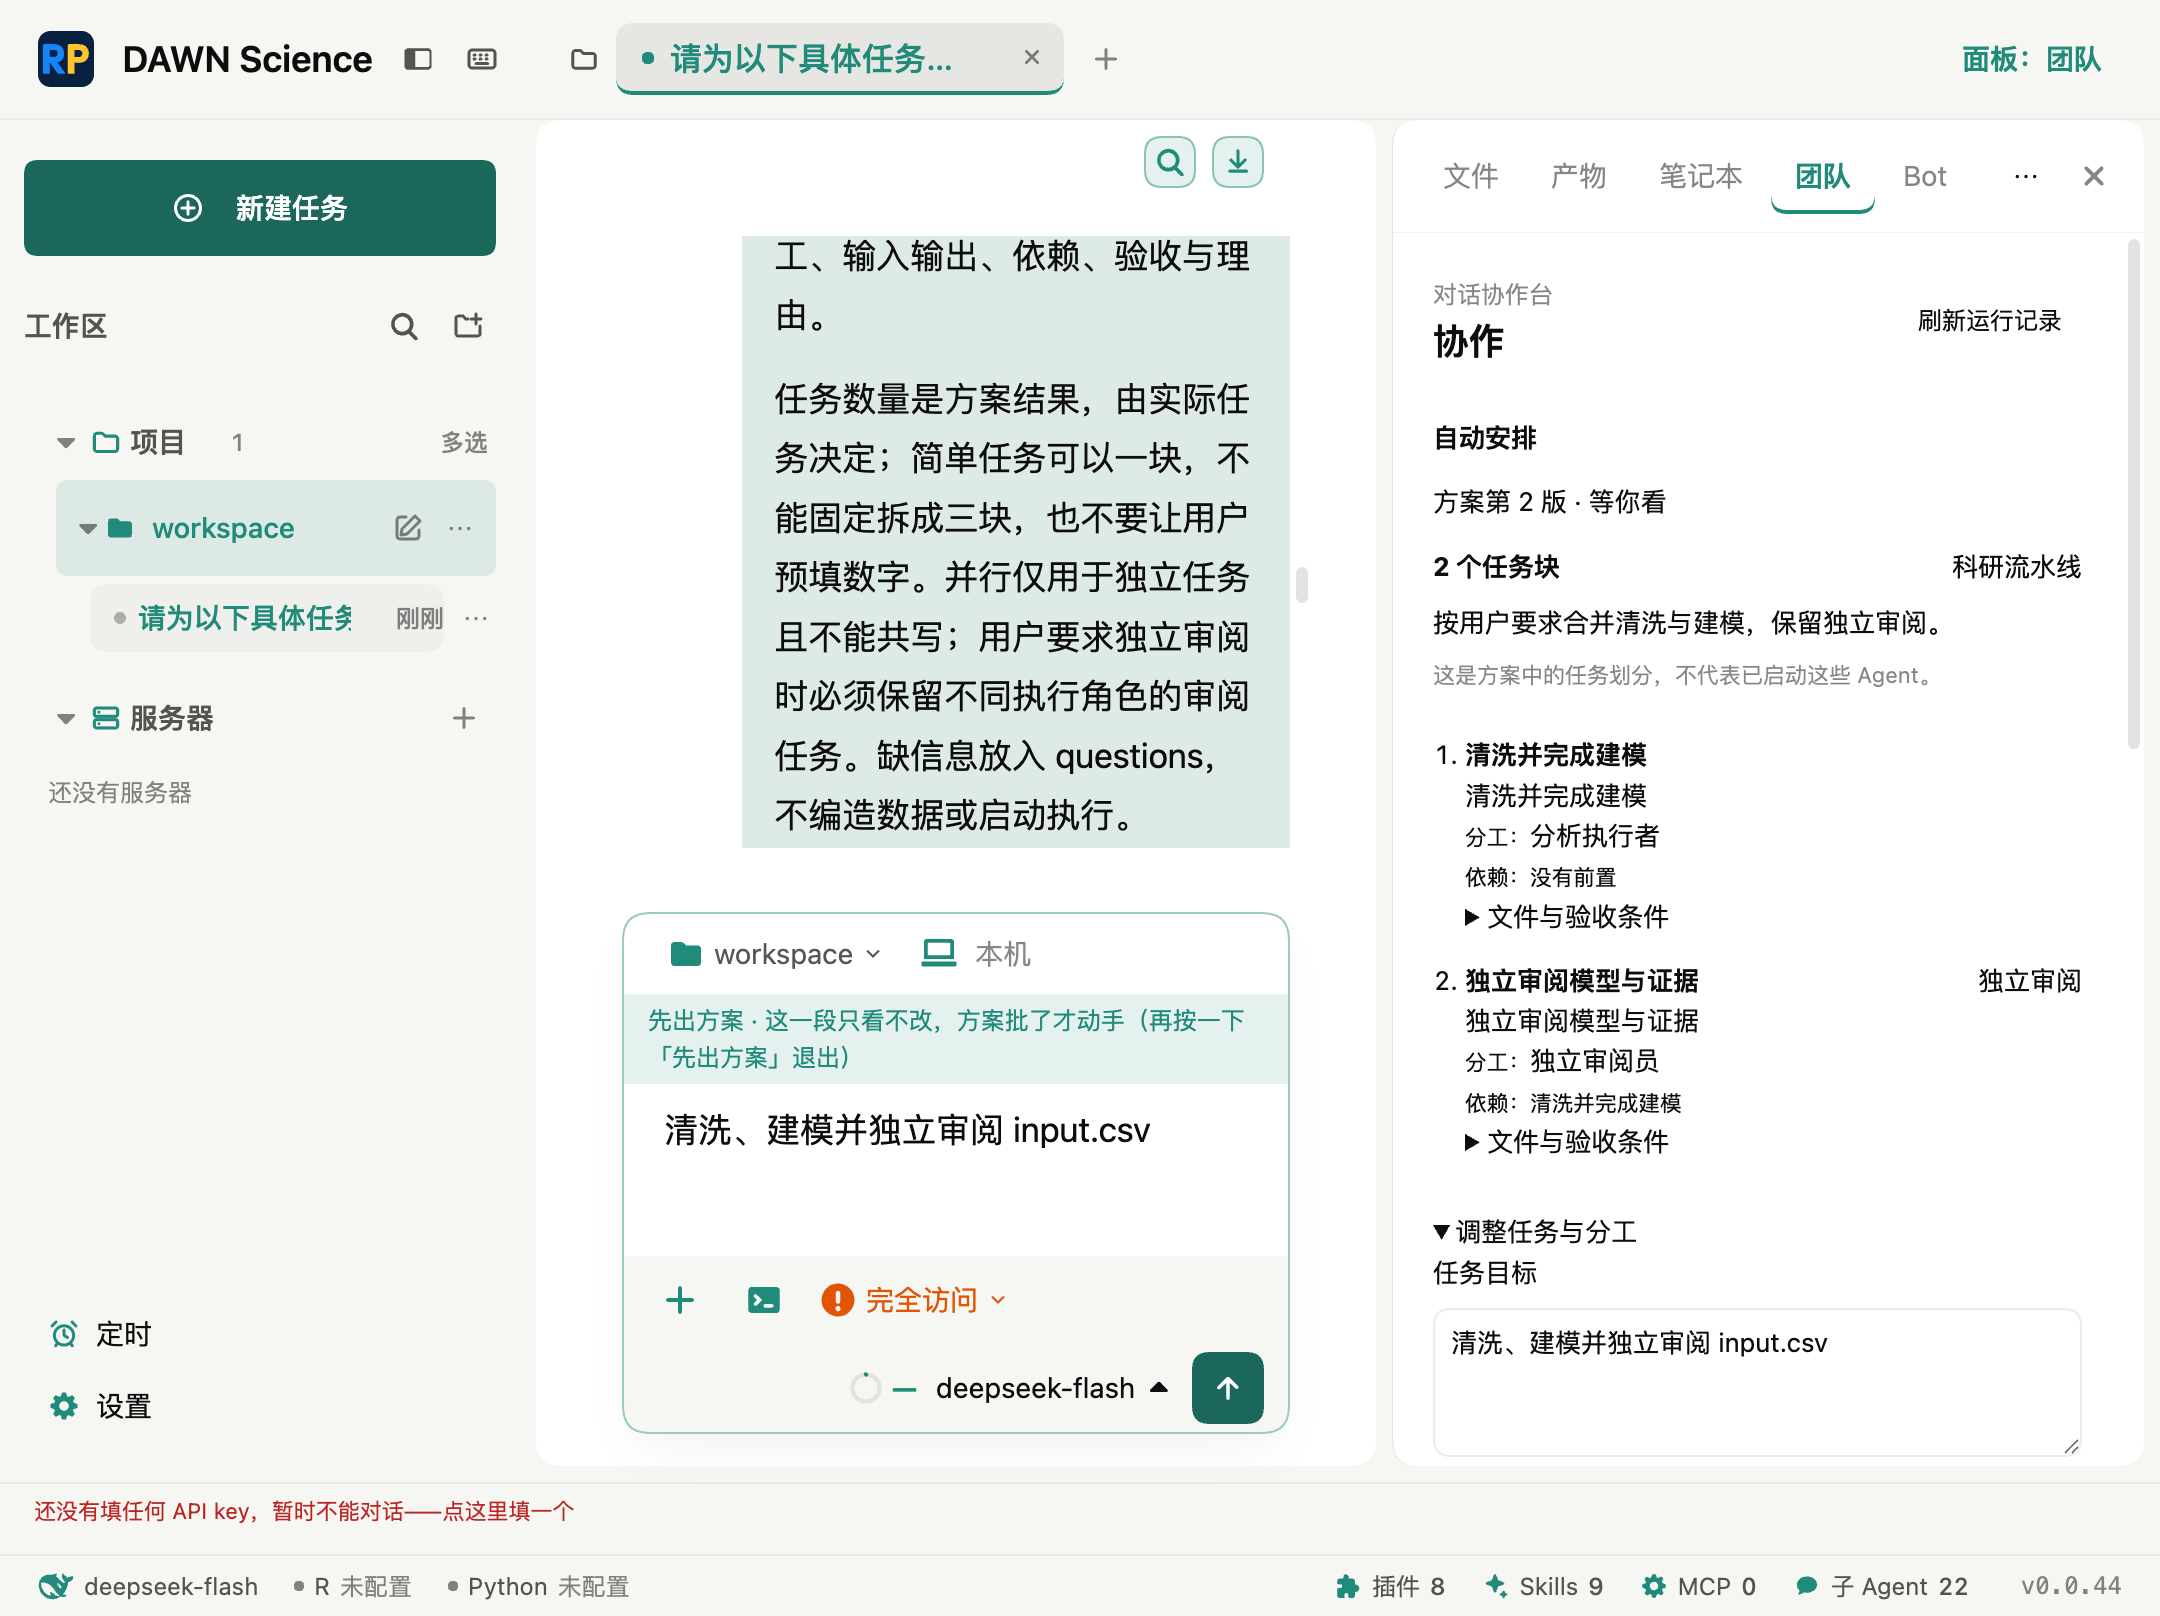 RP
DAWN Science
请为以下具体任务...
面板：团队
新建任务
工作区
项目 1 多选
workspace
请为以下具体任务 刚刚
服务器
还没有服务器
定时
设置
工、输入输出、依赖、验收与理
由。
任务数量是方案结果，由实际任
务决定；简单任务可以一块，不
能固定拆成三块，也不要让用户
预填数字。并行仅用于独立任务
且不能共写；用户要求独立审阅
时必须保留不同执行角色的审阅
任务。缺信息放入 questions，
不编造数据或启动执行。
workspace 本机
先出方案 · 这一段只看不改，方案批了才动手（再按一下
「先出方案」退出）
清洗、建模并独立审阅 input.csv
完全访问
deepseek-flash
文件 产物 笔记本 团队 Bot
对话协作台
协作
刷新运行记录
自动安排
方案第 2 版 · 等你看
2 个任务块 科研流水线
按用户要求合并清洗与建模，保留独立审阅。
这是方案中的任务划分，不代表已启动这些 Agent。
1. 清洗并完成建模
清洗并完成建模
分工：分析执行者
依赖：没有前置
文件与验收条件
2. 独立审阅模型与证据 独立审阅
独立审阅模型与证据
分工：独立审阅员
依赖：清洗并完成建模
文件与验收条件
调整任务与分工
任务目标
清洗、建模并独立审阅 input.csv
还没有填任何 API key，暂时不能对话——点这里填一个
deepseek-flash R 未配置 Python 未配置
插件 8 Skills 9 MCP 0 子 Agent 22 v0.0.44